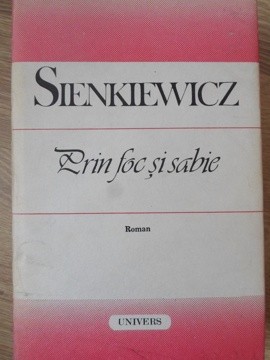 SIENKIEWICZ
Prin foc și sabie
Roman
UNIVERS